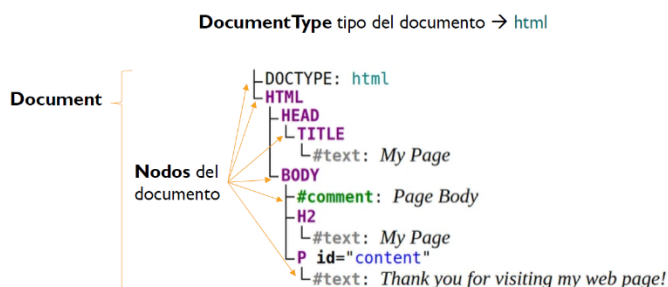 DocumentType tipo del documento → html
DOCTYPE: html
Document
HTML
HEAD
TITLE
#text: My Page
Nodos del
documento
BODY
#comment: Page Body
H2
#text: My Page
P id="content"
#text: Thank you for visiting my web page!